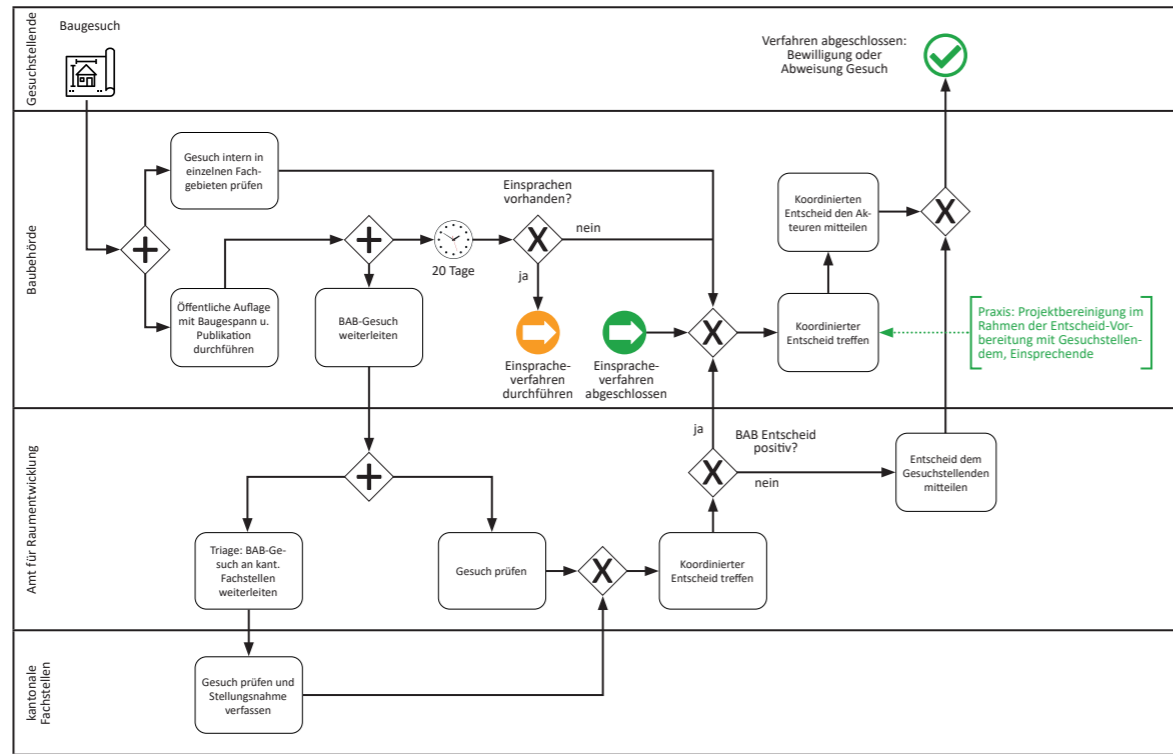 Gesuchstellende
Baugesuch
Verfahren abgeschlossen:
Bewilligung oder
Abweisung Gesuch
Baubehörde
Gesuch intern in
einzelnen Fach-
gebieten prüfen
Öffentliche Auflage
mit Baugespann u.
Publikation
durchführen
BAB-Gesuch
weiterleiten
20 Tage
Einsprachen
vorhanden?
nein
ja
Einsprache-
verfahren
durchführen
Einsprache-
verfahren
abgeschlossen
Koordinierten
Entscheid den Ak-
teuren mitteilen
Koordinierter
Entscheid treffen
Praxis: Projektbereinigung im
Rahmen der Entscheid-Vor-
bereitung mit Gesuchstellen-
dem, Einsprechende
Amt für Raumentwicklung
Triage: BAB-Ge-
such an kant.
Fachstellen
weiterleiten
Gesuch prüfen
Koordinierter
Entscheid treffen
ja
BAB Entscheid
positiv?
nein
Entscheid dem
Gesuchstellenden
mitteilen
kantonale
Fachstellen
Gesuch prüfen und
Stellungsnahme
verfassen